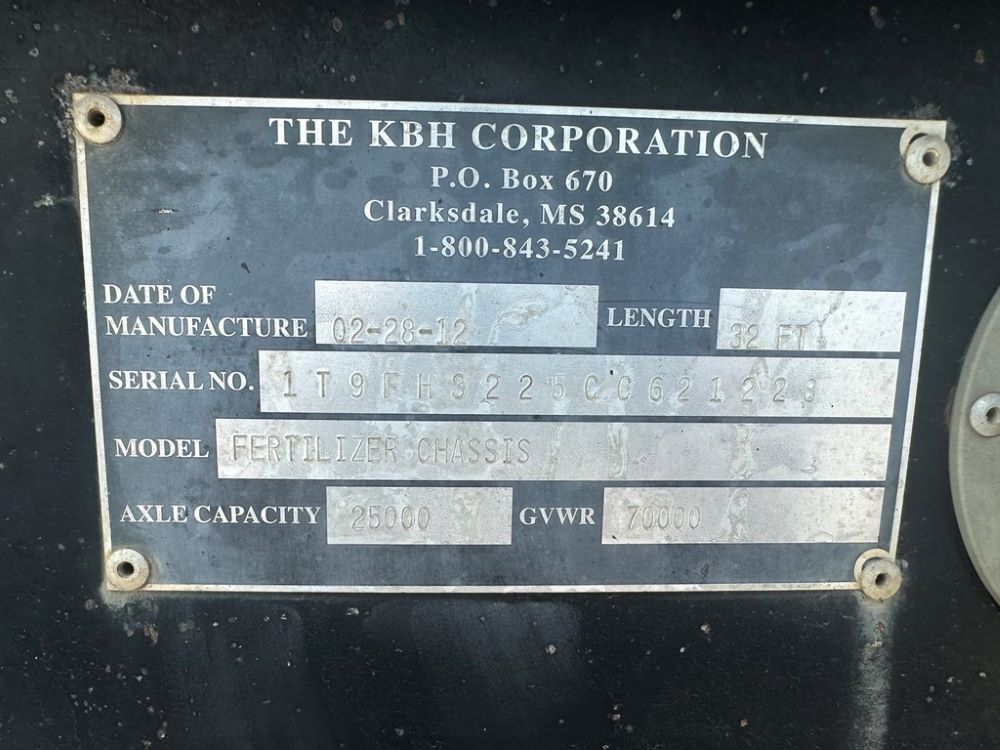 THE KBH CORPORATION
P.O. Box 670
Clarksdale, MS 38614
1-800-843-5241
DATE OF
MANUFACTURE 02-28-12 LENGTH 32 FT
SERIAL NO.
MODEL FERTILIZER CHASSIS
AXLE CAPACITY 25000 GVWR 70000